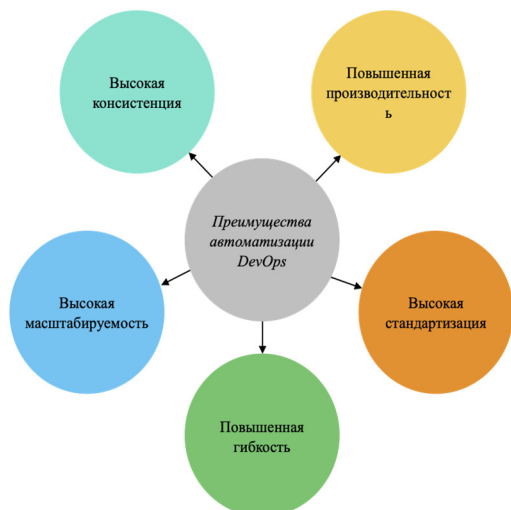 Высокая
консистенция
Повышенная
производительност
ь
Преимущества
автоматизации
DevOps
Высокая
масштабируемость
Высокая
стандартизация
Повышенная
гибкость